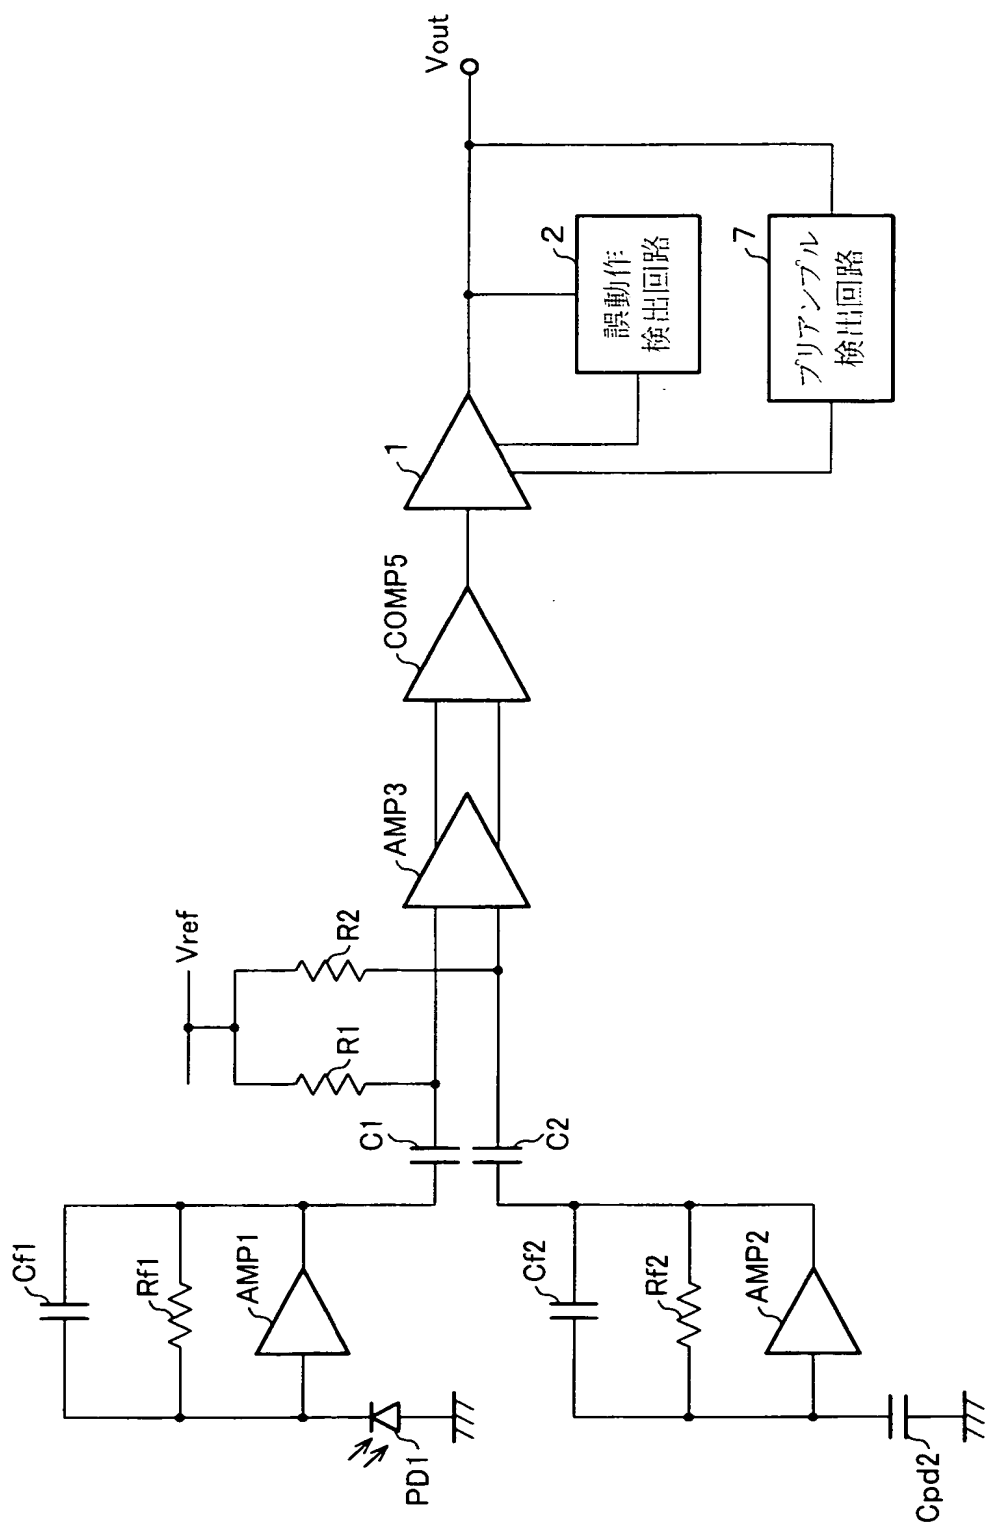 Cf1
Rf1
AMP1
PD1
Cf2
Rf2
AMP2
Cpd2
C1
C2
Vref
R1
R2
AMP3
COMP5
1
2
誤動作
検出回路
7
プリアンブル
検出回路
Vout